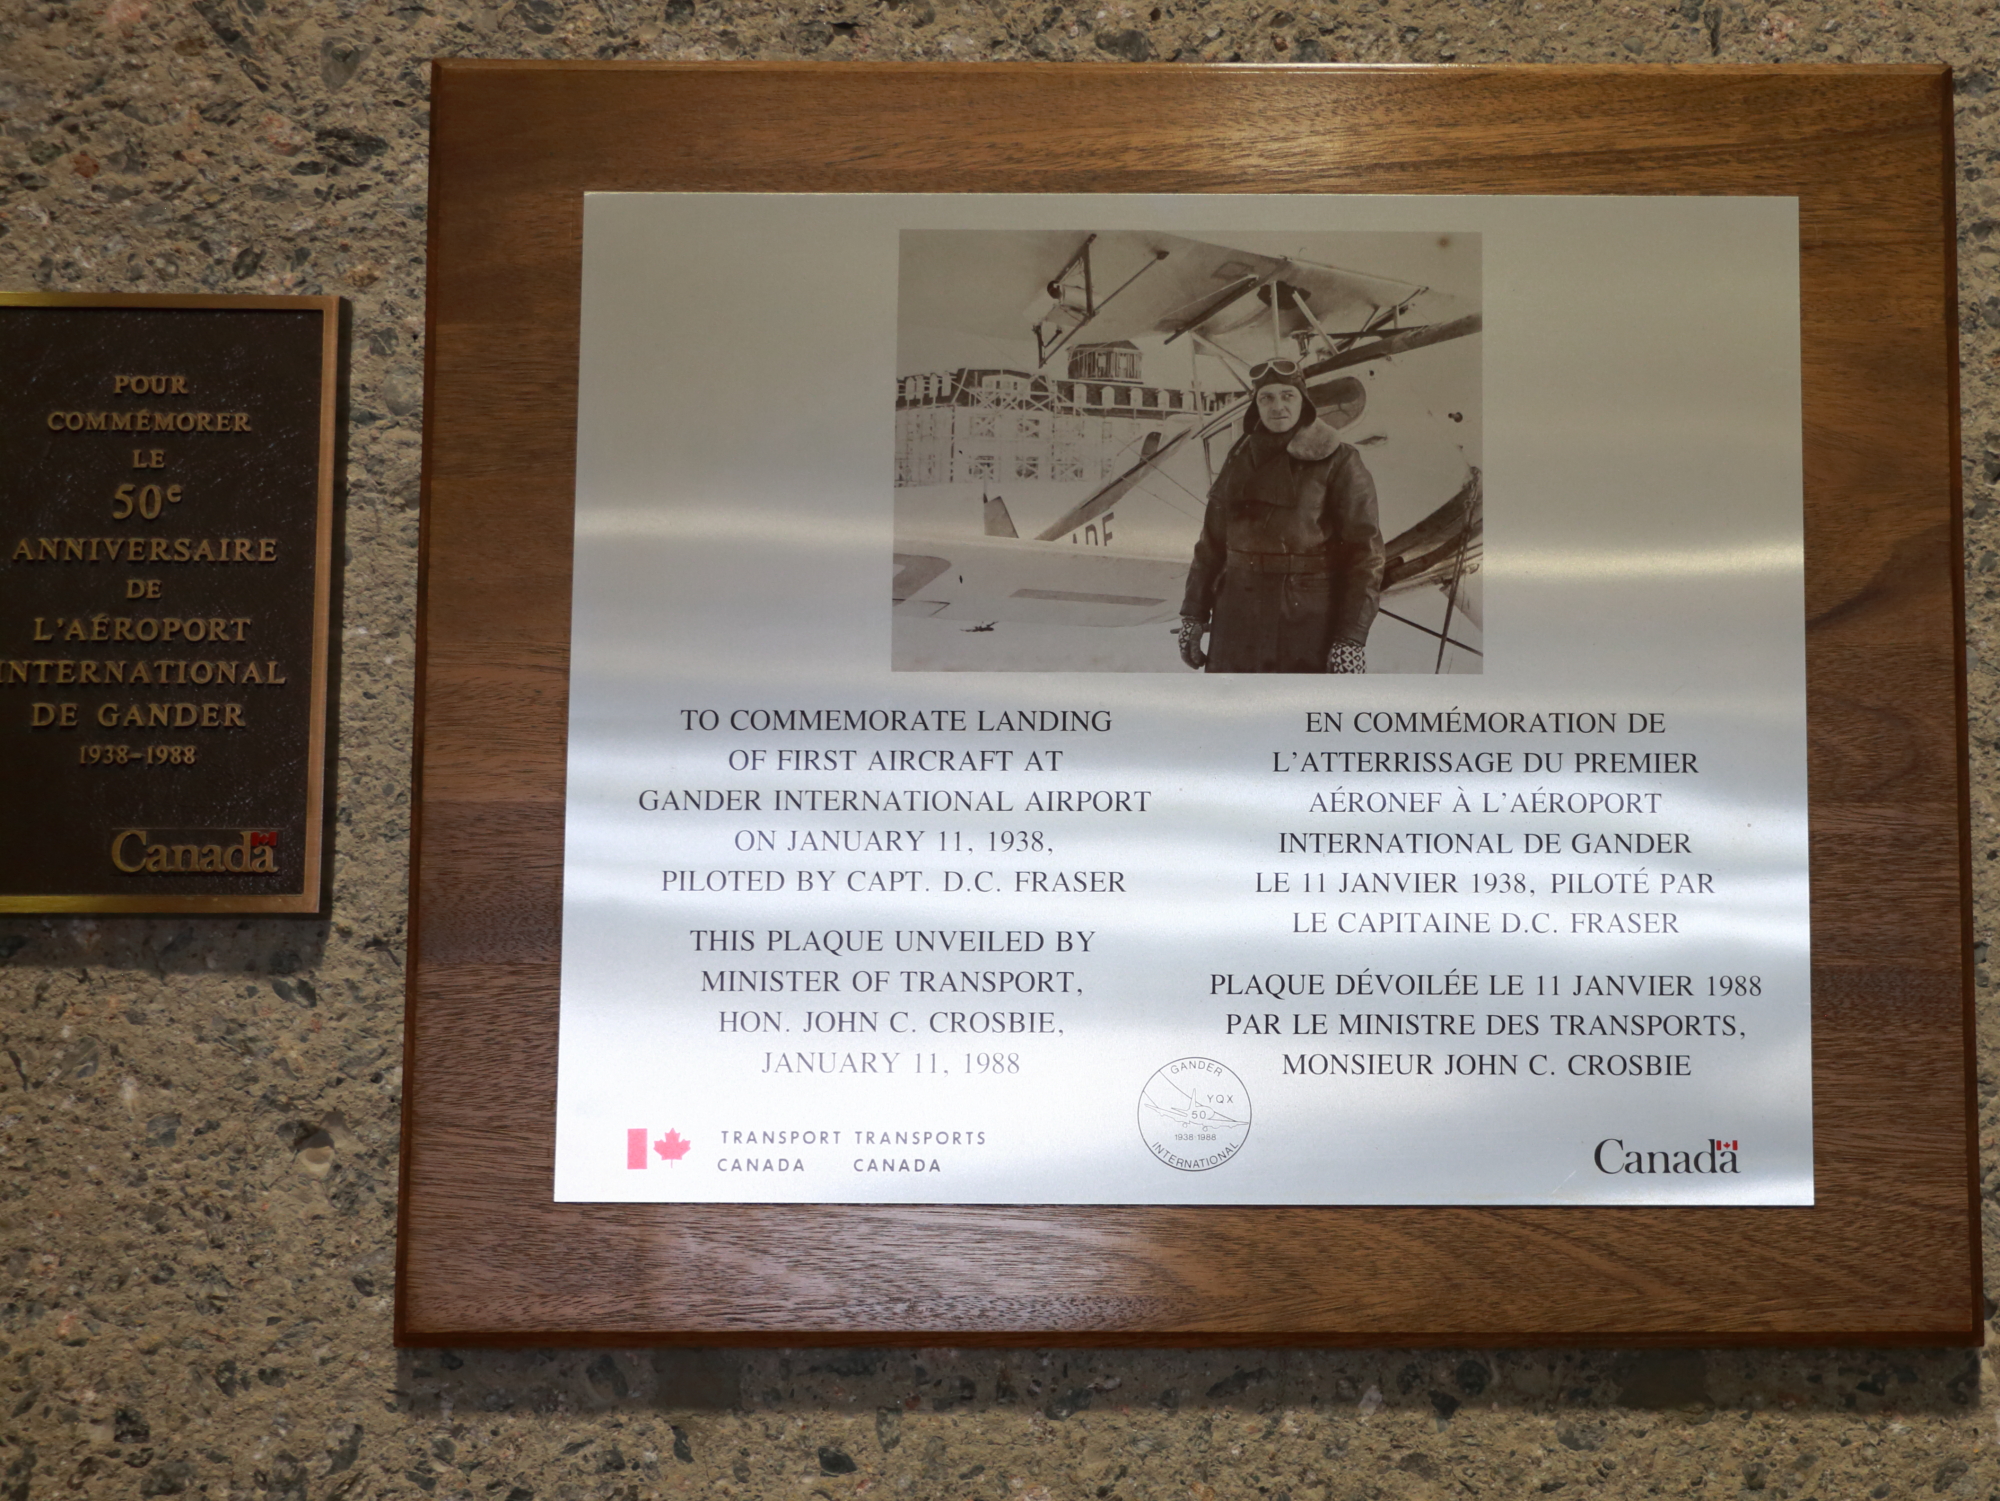 POUR
COMMÉMORER
LE
50e
ANNIVERSAIRE
DE
L'AÉROPORT
INTERNATIONAL
DE GANDER
1938-1988
Canada
TO COMMEMORATE LANDING
OF FIRST AIRCRAFT AT
GANDER INTERNATIONAL AIRPORT
ON JANUARY 11, 1938,
PILOTED BY CAPT. D.C. FRASER
THIS PLAQUE UNVEILED BY
MINISTER OF TRANSPORT,
HON. JOHN C. CROSBIE,
JANUARY 11, 1988
EN COMMÉMORATION DE
L'ATTERRISSAGE DU PREMIER
AÉRONEF À L'AÉROPORT
INTERNATIONAL DE GANDER
LE 11 JANVIER 1938, PILOTÉ PAR
LE CAPITAINE D.C. FRASER
PLAQUE DÉVOILÉE LE 11 JANVIER 1988
PAR LE MINISTRE DES TRANSPORTS,
MONSIEUR JOHN C. CROSBIE
TRANSPORT TRANSPORTS
CANADA CANADA
GANDER
YQX
50
1938-1988
INTERNATIONAL
Canada